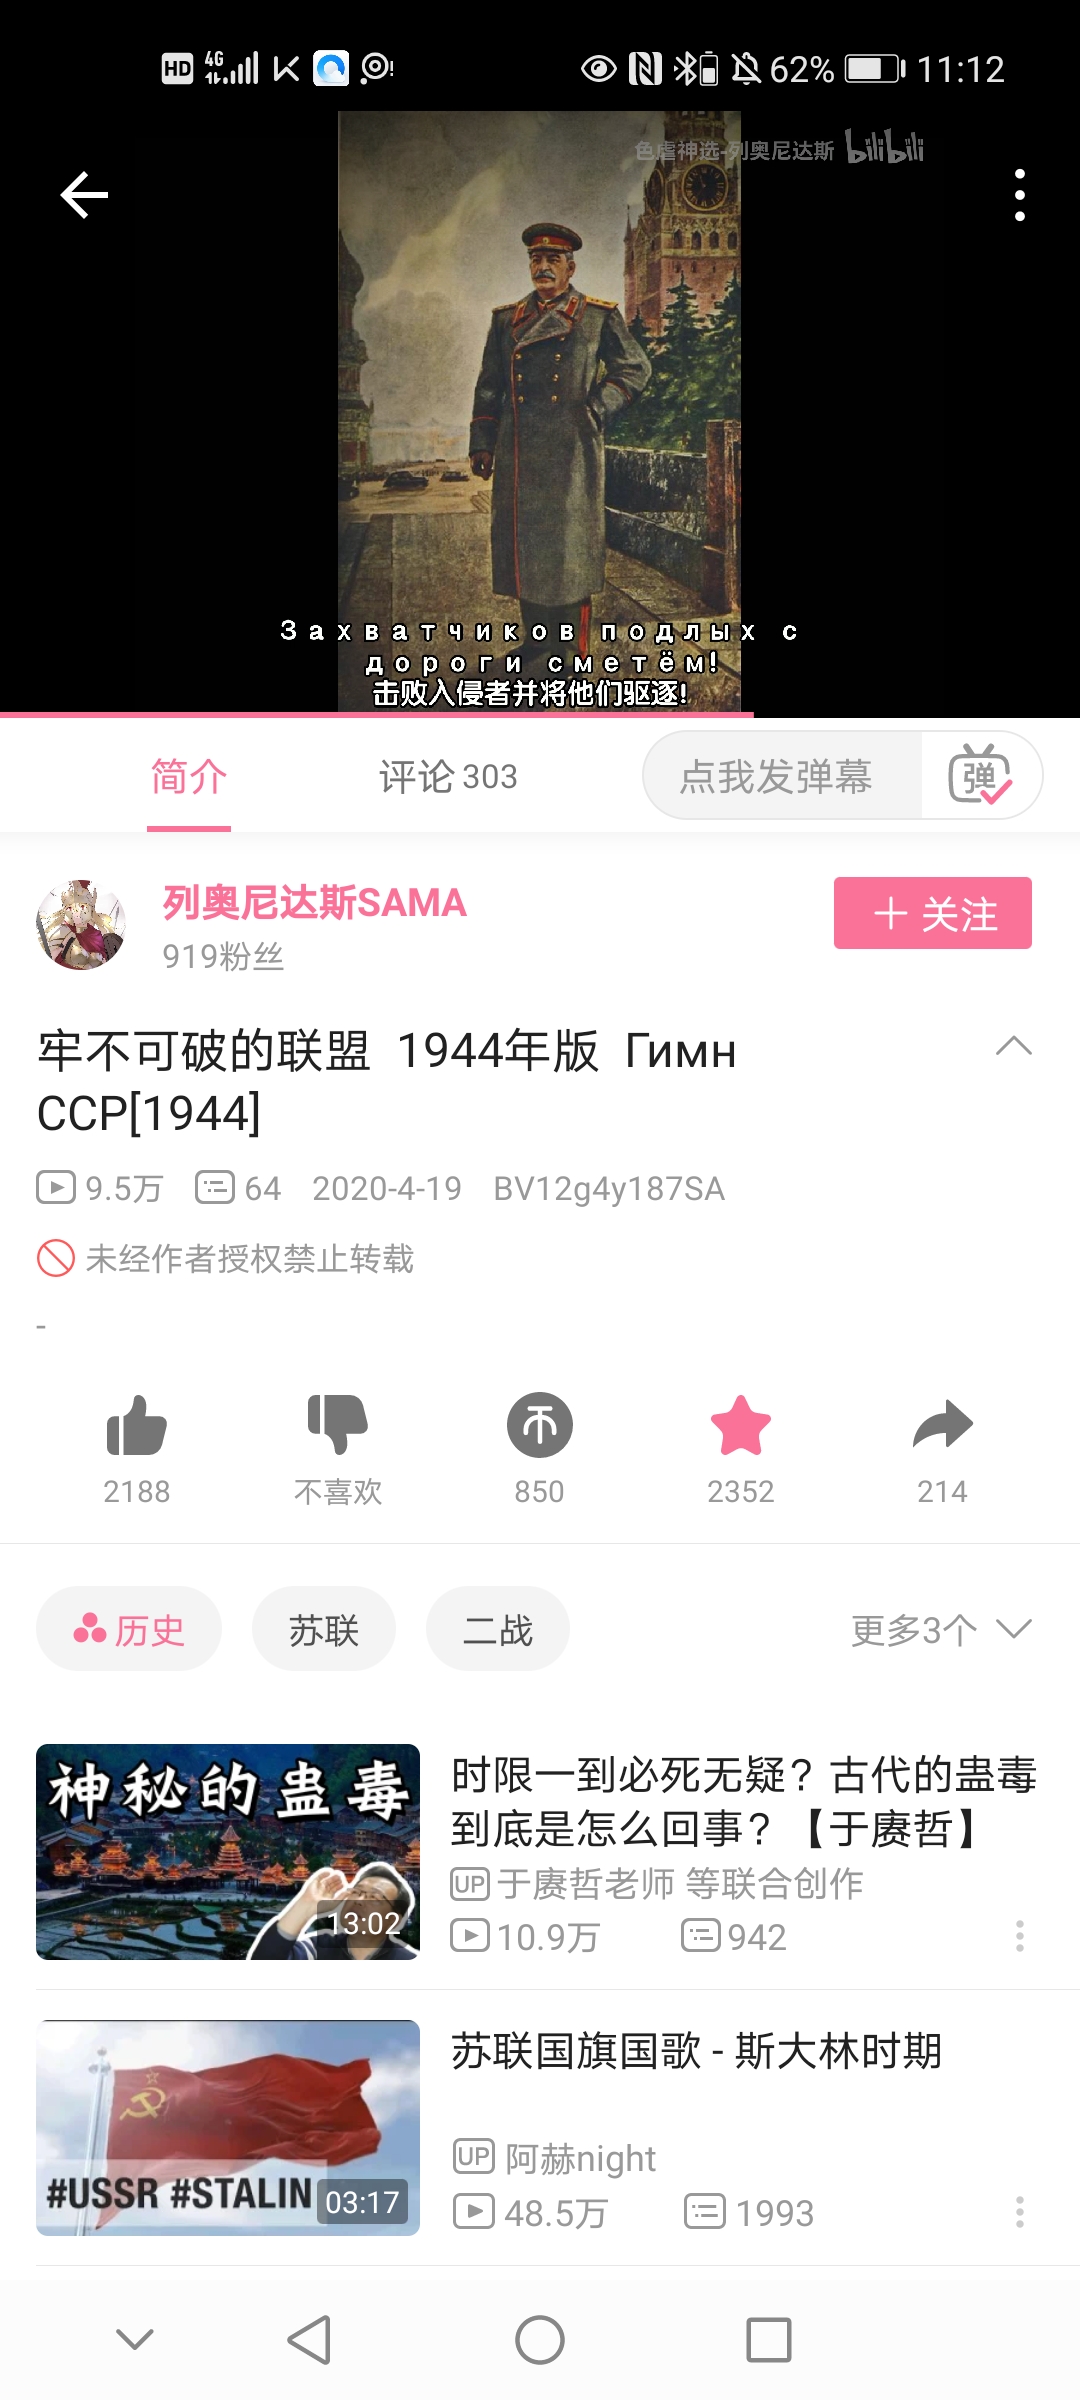 HD 4G 62% 11:12
色虐神选-列奥尼达斯 bilibili
Захватчиков подлых с
дороги сметём!
击败入侵者并将他们驱逐!
简介 评论 303 点我发弹幕 弹
列奥尼达斯SAMA
919粉丝
＋ 关注
牢不可破的联盟 1944年版 Гимн
ССР[1944]
9.5万 64 2020-4-19 BV12g4y187SA
未经作者授权禁止转载
-
2188 不喜欢 850 2352 214
历史 苏联 二战 更多3个
神秘的蛊毒
13:02
时限一到必死无疑？古代的蛊毒
到底是怎么回事？【于赓哲】
UP 于赓哲老师 等联合创作
10.9万 942
#USSR #STALIN
03:17
苏联国旗国歌 - 斯大林时期
UP 阿赫night
48.5万 1993